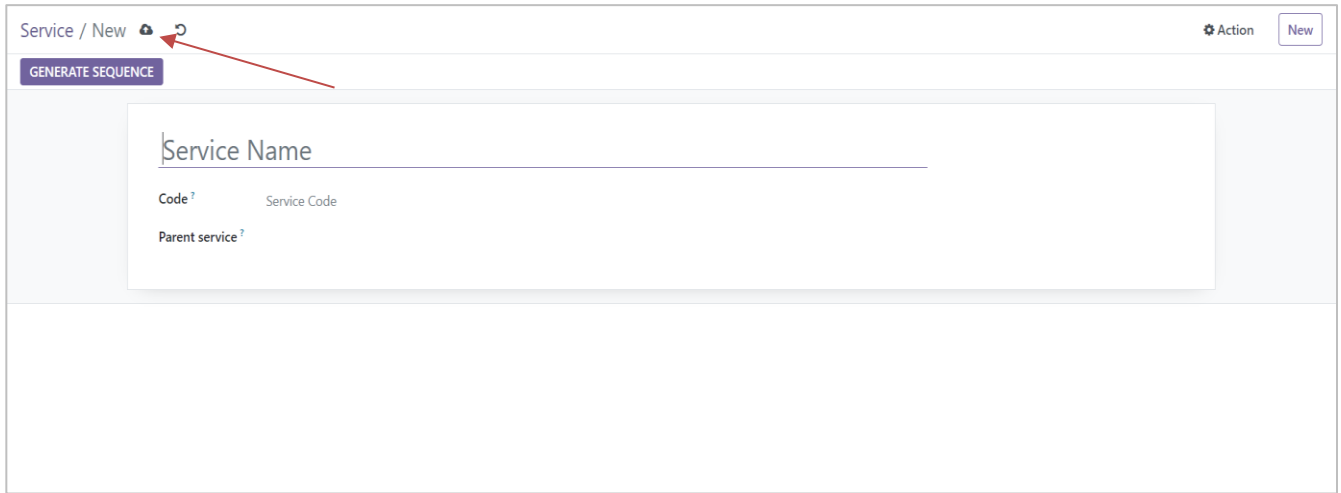 Service / New
Action
New
GENERATE SEQUENCE
Service Name
Code ?
Service Code
Parent service ?